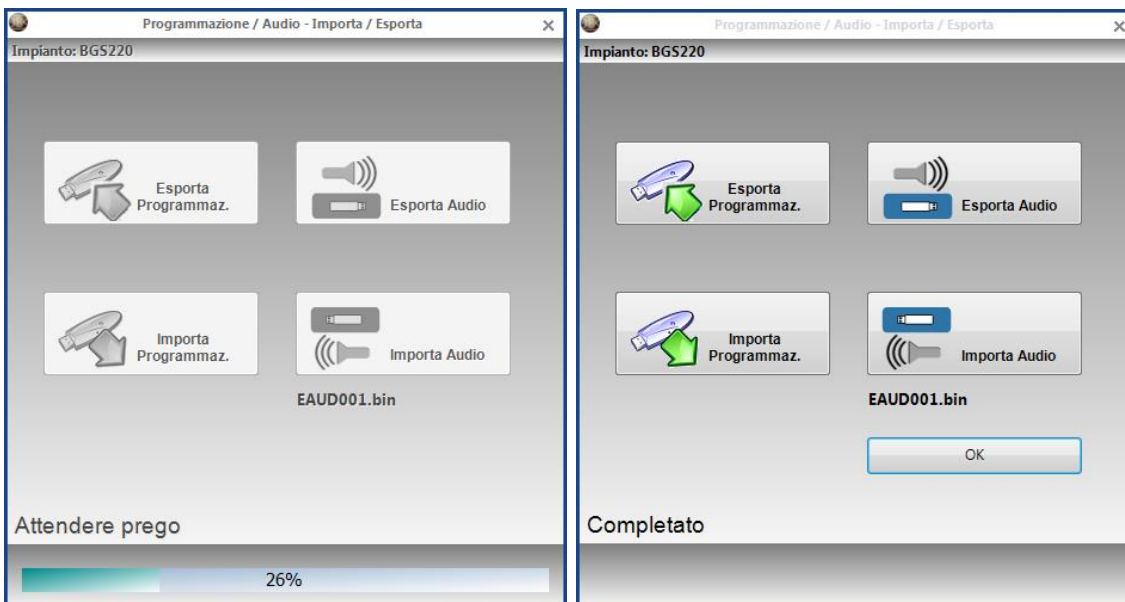 Programmazione / Audio - Importa / Esporta
Impianto: BGS220
Esporta
Programmaz.
Esporta Audio
Importa
Programmaz.
Importa Audio
EAUD001.bin
Attendere prego
26%
Programmazione / Audio - Importa / Esporta
Impianto: BGS220
Esporta
Programmaz.
Esporta Audio
Importa
Programmaz.
Importa Audio
EAUD001.bin
OK
Completato